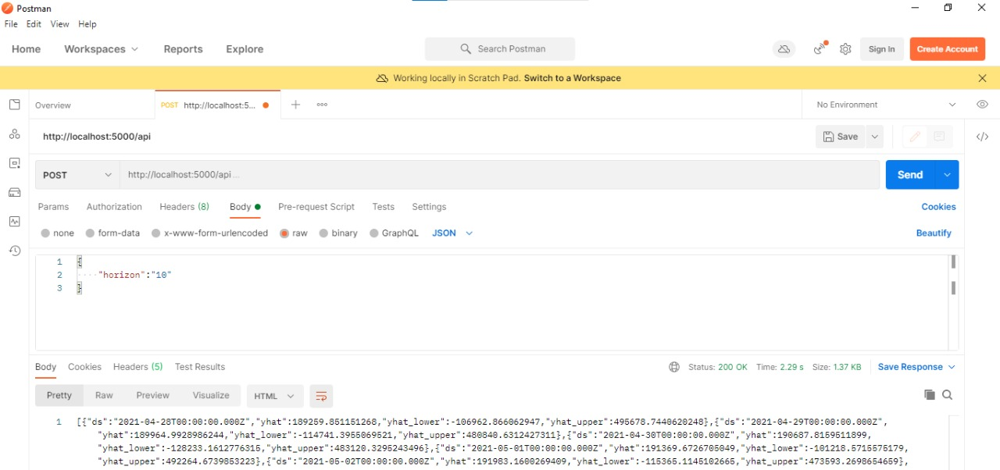 Postman
File Edit View Help
Home Workspaces Reports Explore Search Postman Sign In Create Account
Working locally in Scratch Pad. Switch to a Workspace
Overview POST http://localhost:5... No Environment
http://localhost:5000/api Save
POST http://localhost:5000/api ... Send
Params Authorization Headers (8) Body Pre-request Script Tests Settings Cookies
none form-data x-www-form-urlencoded raw binary GraphQL JSON Beautify
1 {
2 ····"horizon":"10"
3 }
Body Cookies Headers (5) Test Results Status: 200 OK Time: 2.29 s Size: 1.37 KB Save Response
Pretty Raw Preview Visualize HTML
1 [{"ds":"2021-04-28T00:00:00.000Z","yhat":189259.851151268,"yhat_lower":-106962.866062947,"yhat_upper":495678.7440620248},{"ds":"2021-04-29T00:00:00.000Z",
"yhat":189964.9928986244,"yhat_lower":-114741.3955069521,"yhat_upper":480840.6312427311},{"ds":"2021-04-30T00:00:00.000Z","yhat":190687.8159511899,
"yhat_lower":-128233.1612776315,"yhat_upper":483120.3295243496},{"ds":"2021-05-01T00:00:00.000Z","yhat":191369.6726705049,"yhat_lower":-101218.5715575179,
"yhat_upper":492264.6739853223},{"ds":"2021-05-02T00:00:00.000Z","yhat":191983.1600269409,"yhat_lower":-115365.1145102665,"yhat_upper":473593.2698654659},